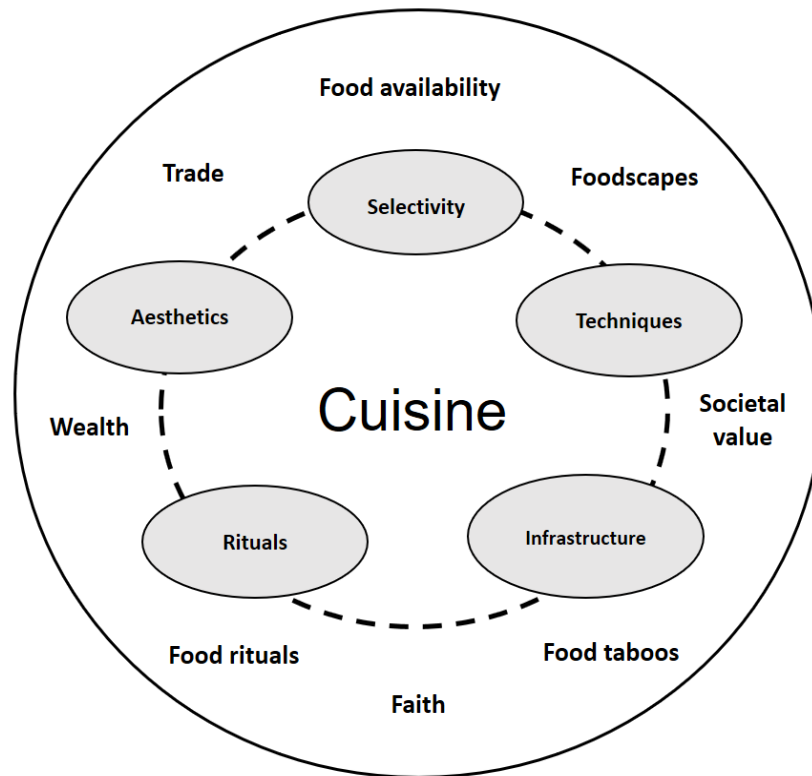 Food availability
Trade
Foodscapes
Selectivity
Aesthetics
Techniques
Cuisine
Wealth
Societal
value
Rituals
Infrastructure
Food rituals
Food taboos
Faith